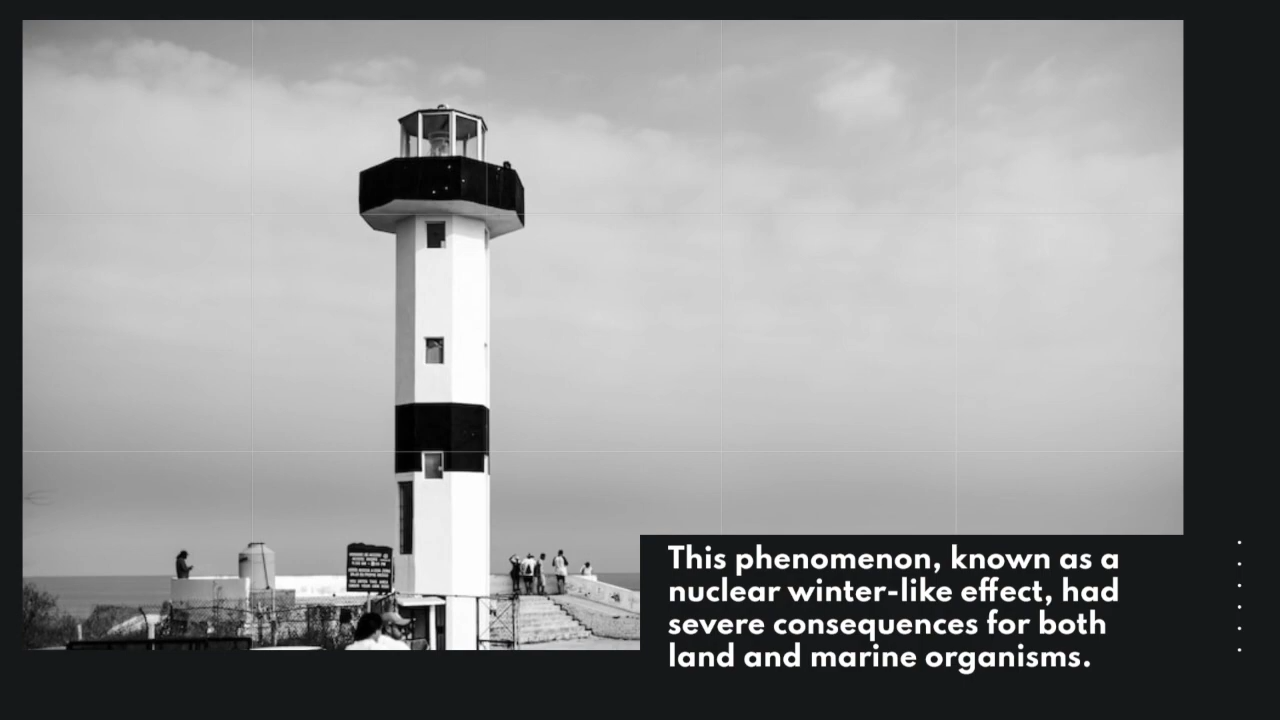 This phenomenon, known as a
nuclear winter-like effect, had
severe consequences for both
land and marine organisms.